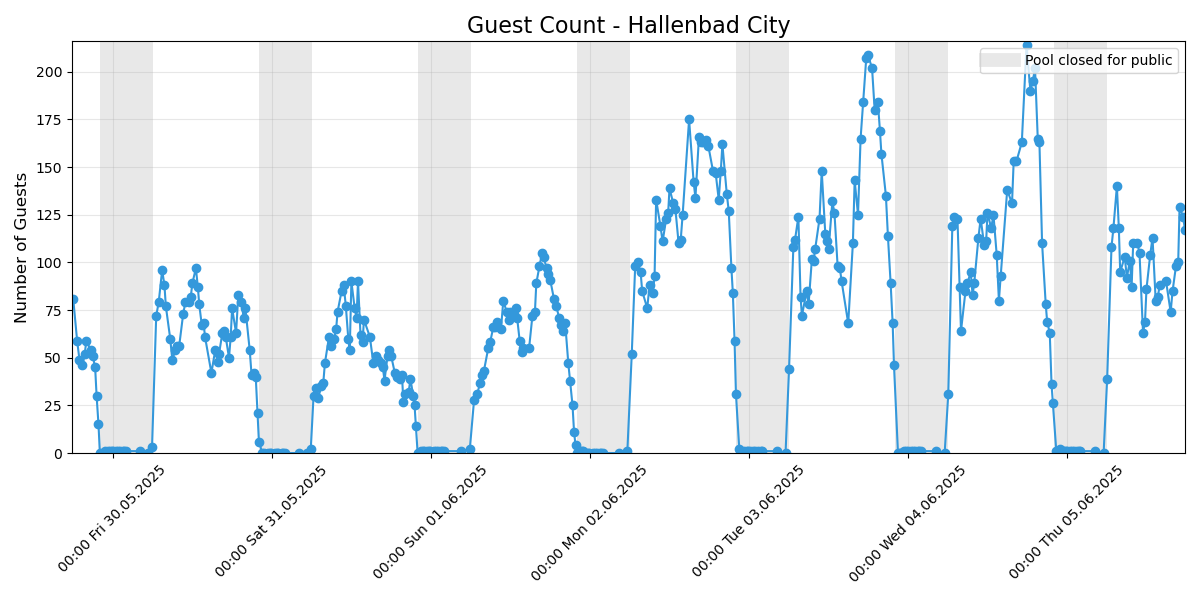 Guest Count - Hallenbad City
Pool closed for public
Number of Guests
200
175
150
125
100
75
50
25
0
00:00 Fri 30.05.2025
00:00 Sat 31.05.2025
00:00 Sun 01.06.2025
00:00 Mon 02.06.2025
00:00 Tue 03.06.2025
00:00 Wed 04.06.2025
00:00 Thu 05.06.2025